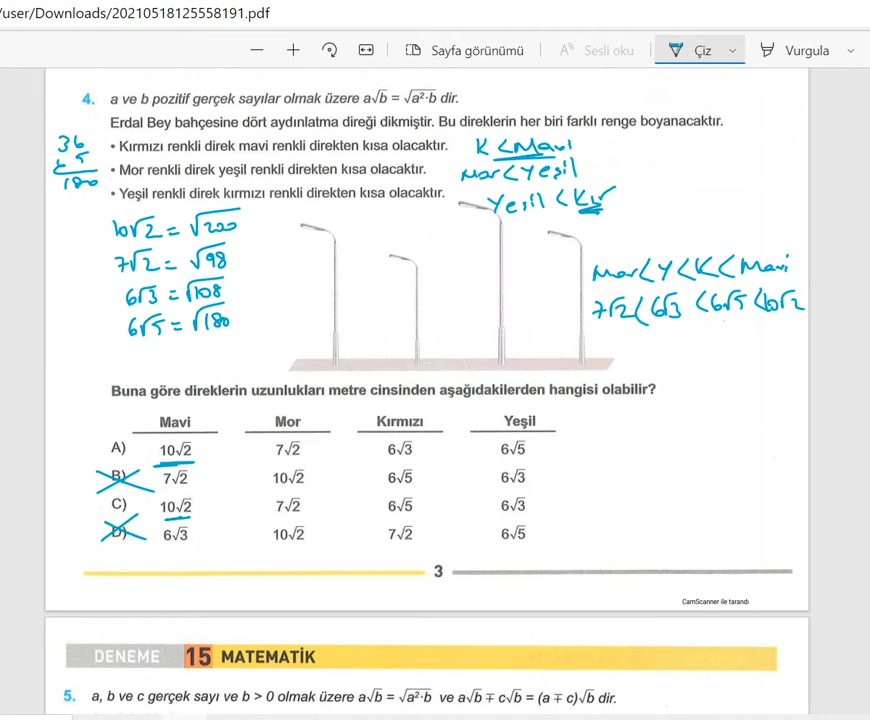 /user/Downloads/20210518125558191.pdf
Sayfa görünümü
Sesli oku
Çiz
Vurgula
4. a ve b pozitif gerçek sayılar olmak üzere a√b = √a²·b dir.
Erdal Bey bahçesine dört aydınlatma direği dikmiştir. Bu direklerin her biri farklı renge boyanacaktır.
36
• Kırmızı renkli direk mavi renkli direkten kısa olacaktır.
K < Mavi
x 5
• Mor renkli direk yeşil renkli direkten kısa olacaktır.
Mor < Yeşil
180
• Yeşil renkli direk kırmızı renkli direkten kısa olacaktır.
Yeşil < Kır
10√2 = √200
7√2 = √98
6√3 = √108
6√5 = √180
Mor < Y < K < Mavi
7√2 < 6√3 < 6√5 < 10√2
Buna göre direklerin uzunlukları metre cinsinden aşağıdakilerden hangisi olabilir?
Mavi Mor Kırmızı Yeşil
A) 10√2 7√2 6√3 6√5
B) 7√2 10√2 6√5 6√3
C) 10√2 7√2 6√5 6√3
D) 6√3 10√2 7√2 6√5
3
CamScanner ile tarandı
DENEME 15 MATEMATİK
5. a, b ve c gerçek sayı ve b > 0 olmak üzere a√b = √a²·b ve a√b ∓ c√b = (a ∓ c)√b dir.